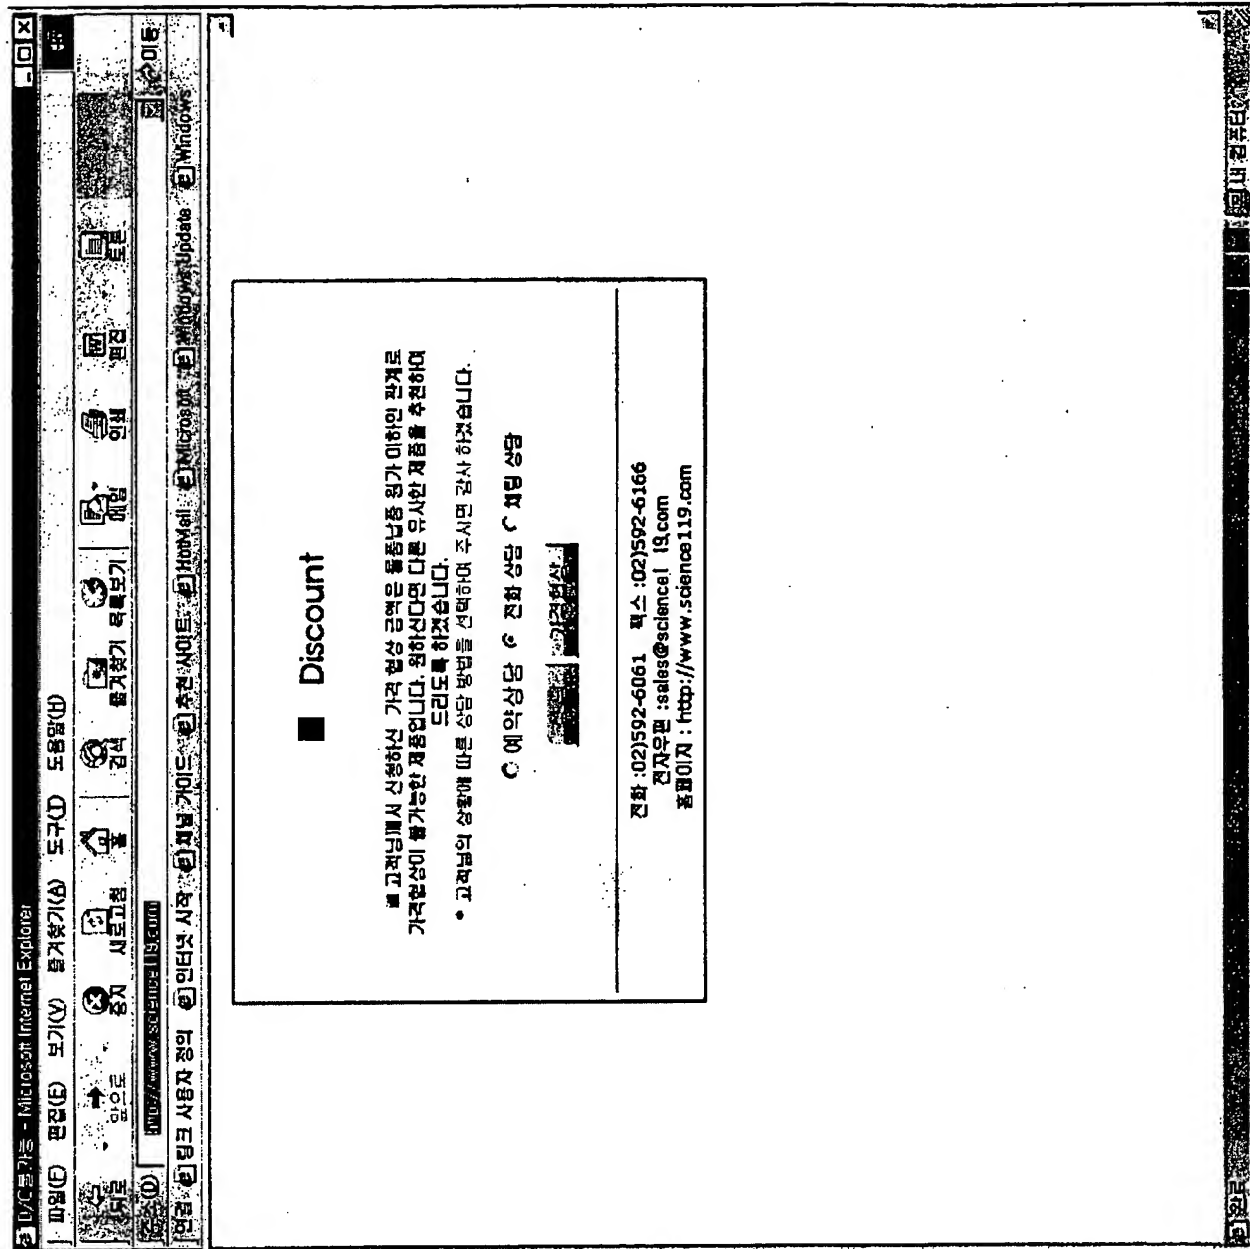 D/C불가능 - Microsoft Internet Explorer
파일(F) 편집(E) 보기(V) 즐겨찾기(A) 도구(T) 도움말(H)
뒤로 앞으로 중지 새로고침 홈 검색 즐겨찾기 목록보기 메일 인쇄 편집 토론
주소(D) http://www.science119.com 이동
연결 링크 사용자 정의 인터넷 시작 채널 가이드 추천 사이트 HotMail Microsoft Windows Update Windows
■ Discount
■ 고객님께서 신청하신 가격 협상 금액은 물품납품 원가 이하인 관계로
가격협상이 불가능한 제품입니다. 원하신다면 다른 유사한 제품을 추천하여
드리도록 하겠습니다.
* 고객님의 상황에 따른 상담 방법을 선택하여 주시면 감사 하겠습니다.
예약상담 전화 상담 채팅 상담
가격협상
전화 :02)592-6061 팩스 :02)592-6166
전자우편 :sales@science119.com
홈페이지 : http://www.science119.com
완료 내 컴퓨터